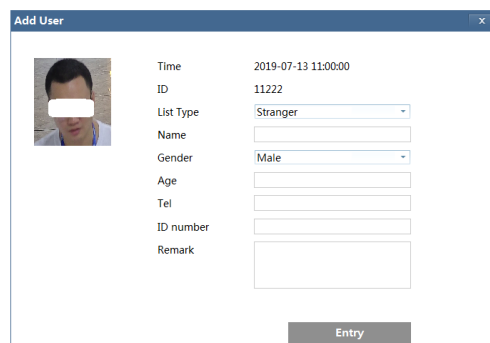 Add User x
Time 2019-07-13 11:00:00
ID 11222
List Type Stranger
Name
Gender Male
Age
Tel
ID number
Remark
Entry